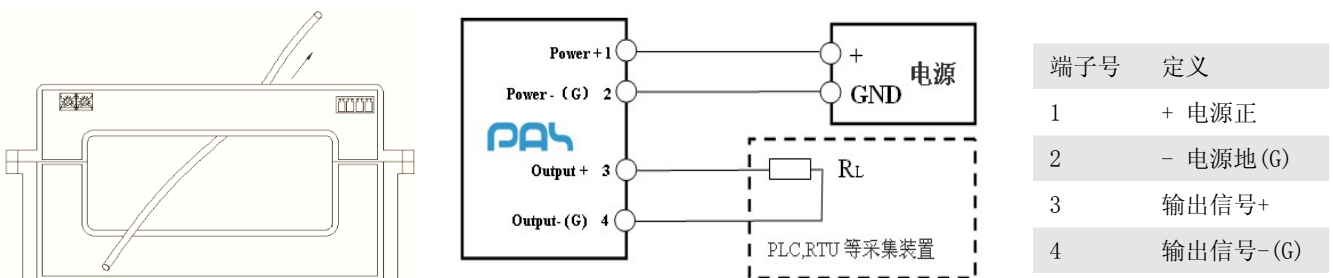 Power + 1
Power - (G) 2
PAS
Output + 3
Output- (G) 4
+
GND
电源
RL
PLC,RTU 等采集装置
端子号 定义
1 + 电源正
2 - 电源地(G)
3 输出信号+
4 输出信号-(G)